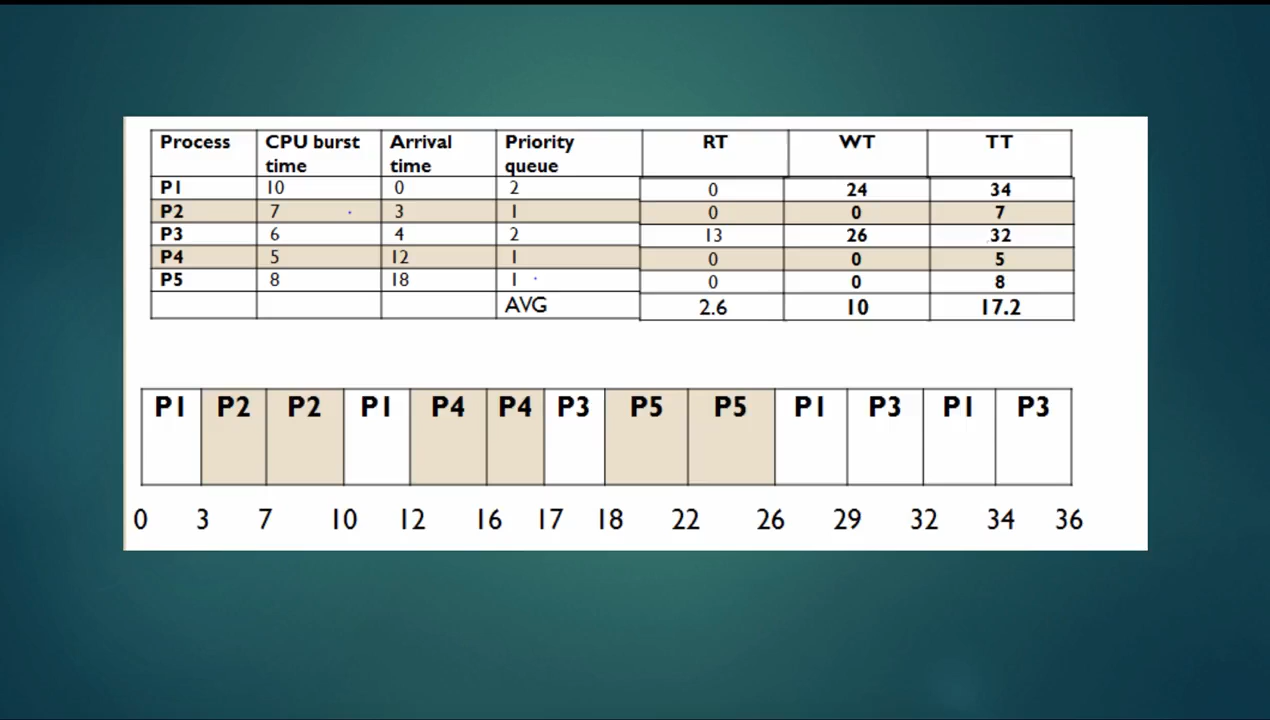 Process CPU burst time Arrival time Priority queue RT WT TT
P1 10 0 2 0 24 34
P2 7 3 1 0 0 7
P3 6 4 2 13 26 32
P4 5 12 1 0 0 5
P5 8 18 1 0 0 8
AVG 2.6 10 17.2
P1 P2 P2 P1 P4 P4 P3 P5 P5 P1 P3 P1 P3
0 3 7 10 12 16 17 18 22 26 29 32 34 36